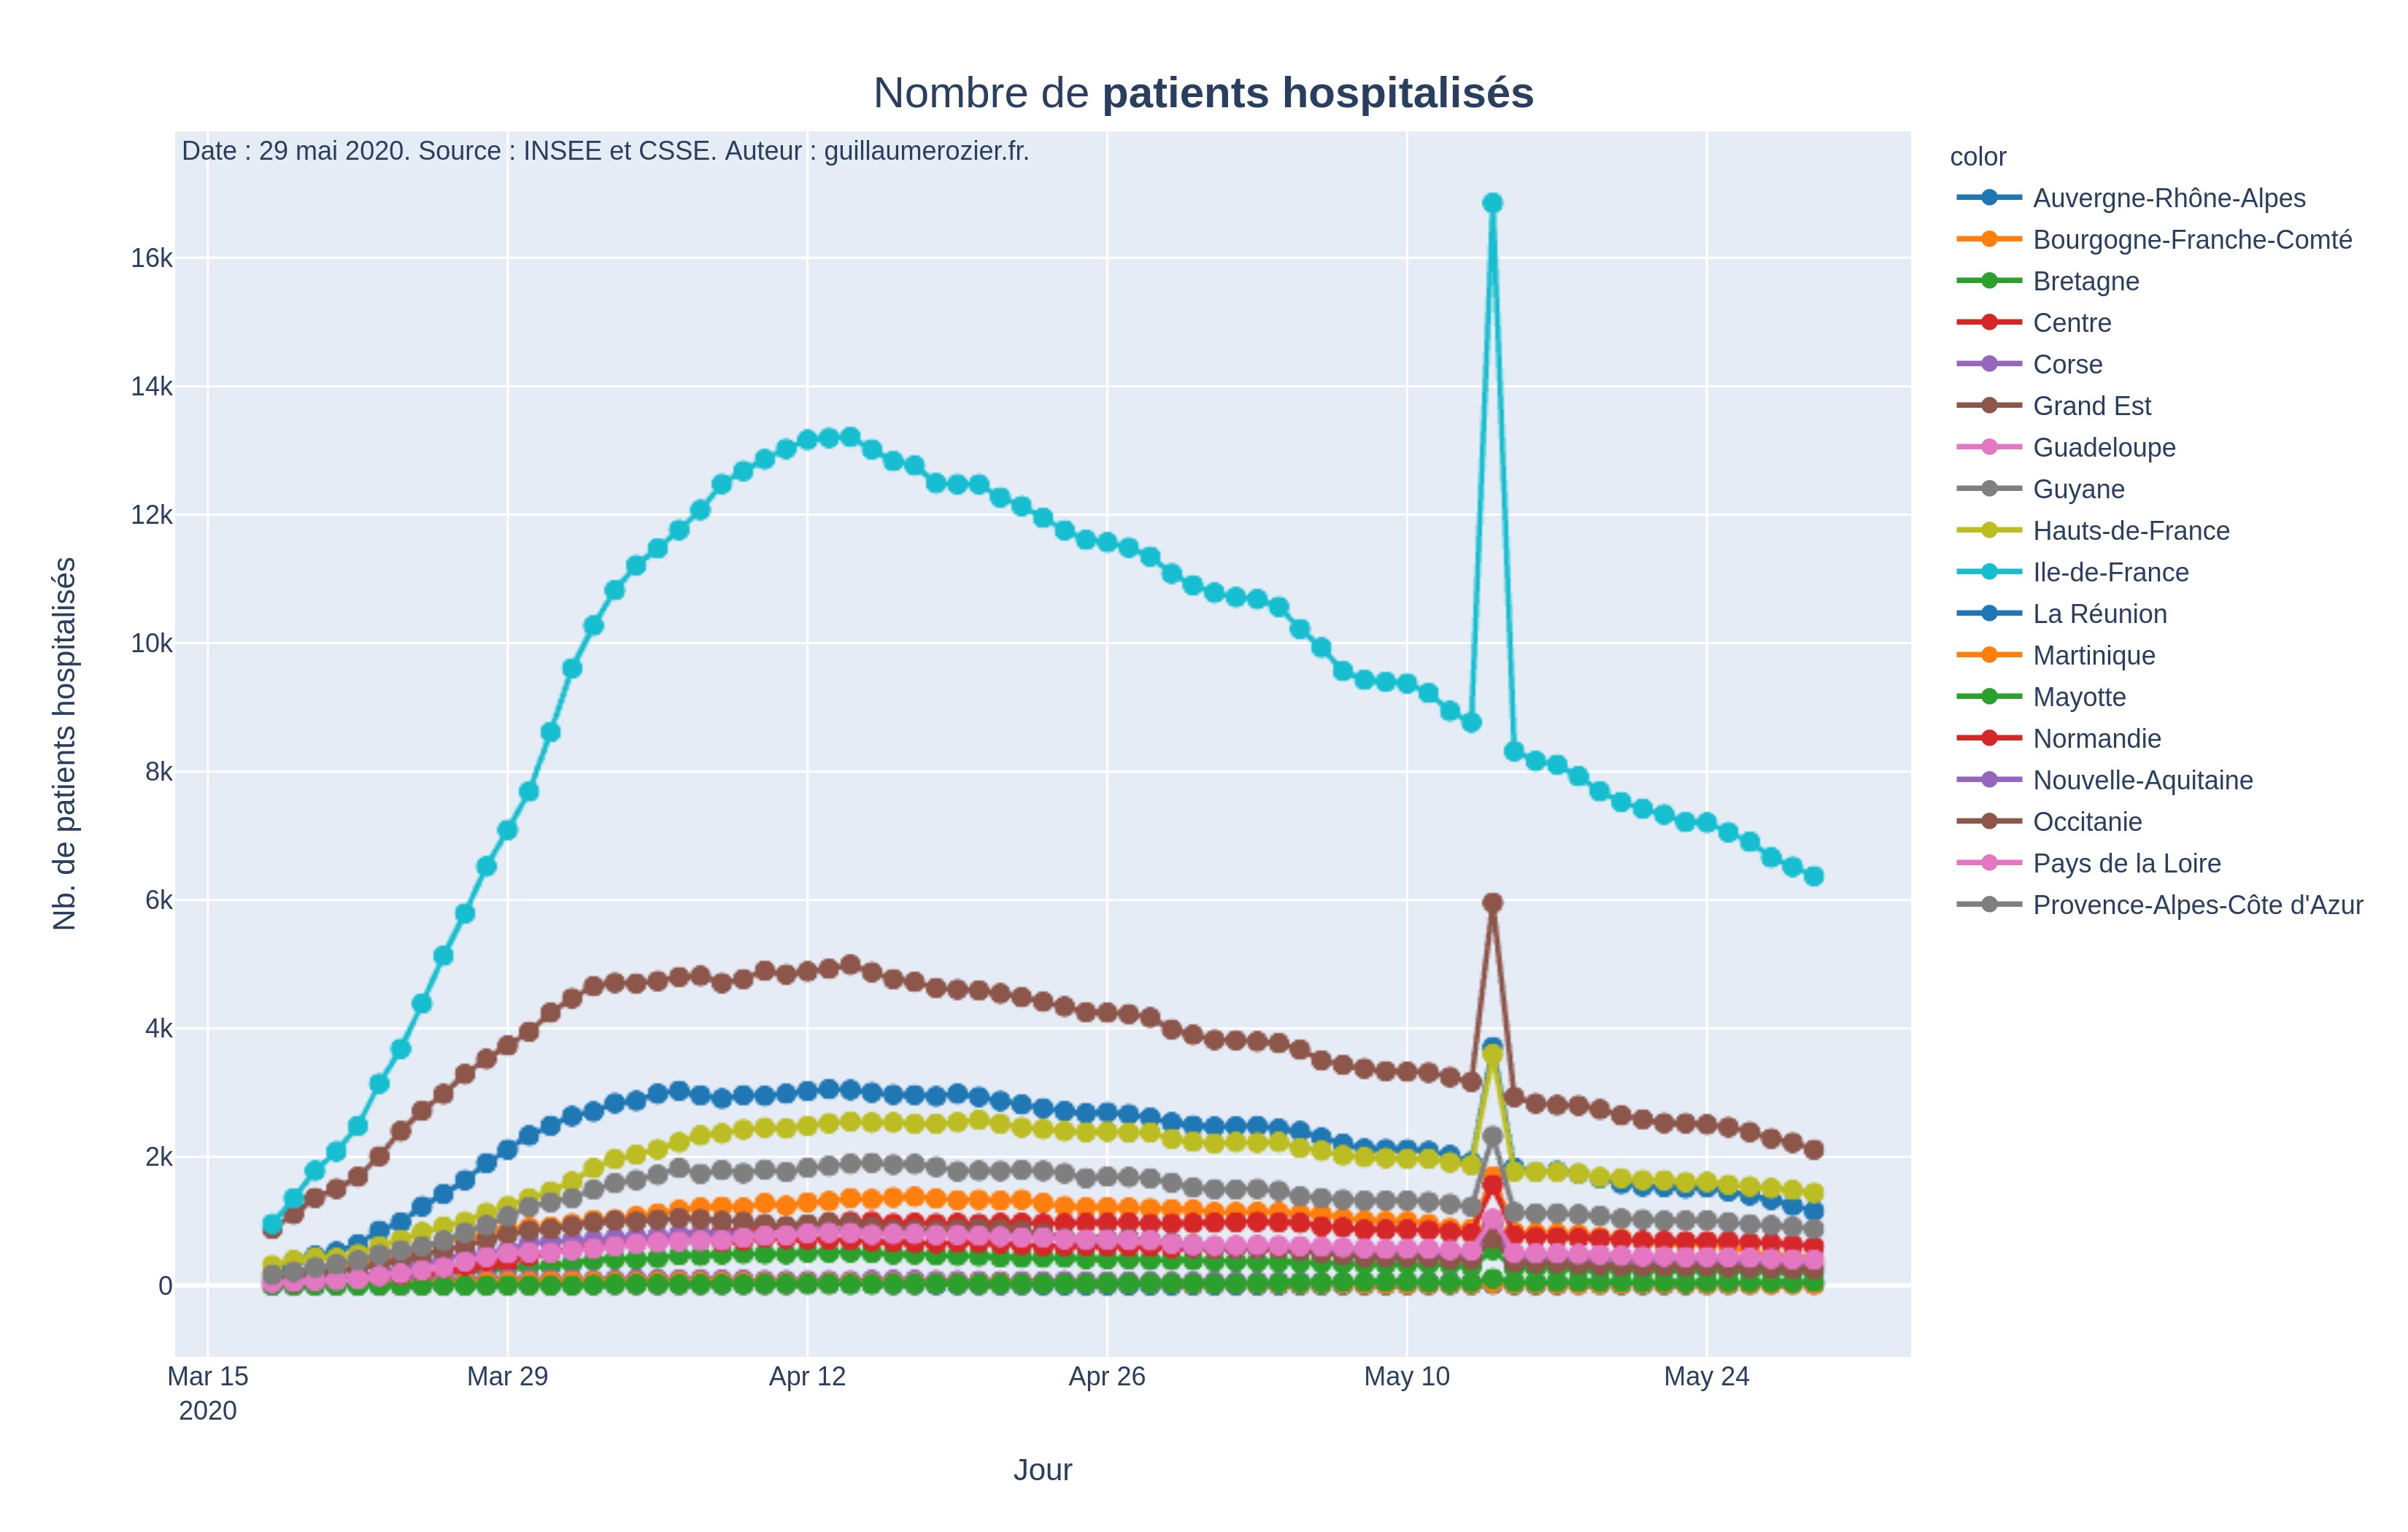 Nombre de patients hospitalisés
Date : 29 mai 2020. Source : INSEE et CSSE. Auteur : guillaumerozier.fr.
color
Auvergne-Rhône-Alpes
Bourgogne-Franche-Comté
Bretagne
Centre
Corse
Grand Est
Guadeloupe
Guyane
Hauts-de-France
Ile-de-France
La Réunion
Martinique
Mayotte
Normandie
Nouvelle-Aquitaine
Occitanie
Pays de la Loire
Provence-Alpes-Côte d'Azur
Nb. de patients hospitalisés
16k
14k
12k
10k
8k
6k
4k
2k
0
Mar 15
2020
Mar 29
Apr 12
Apr 26
May 10
May 24
Jour